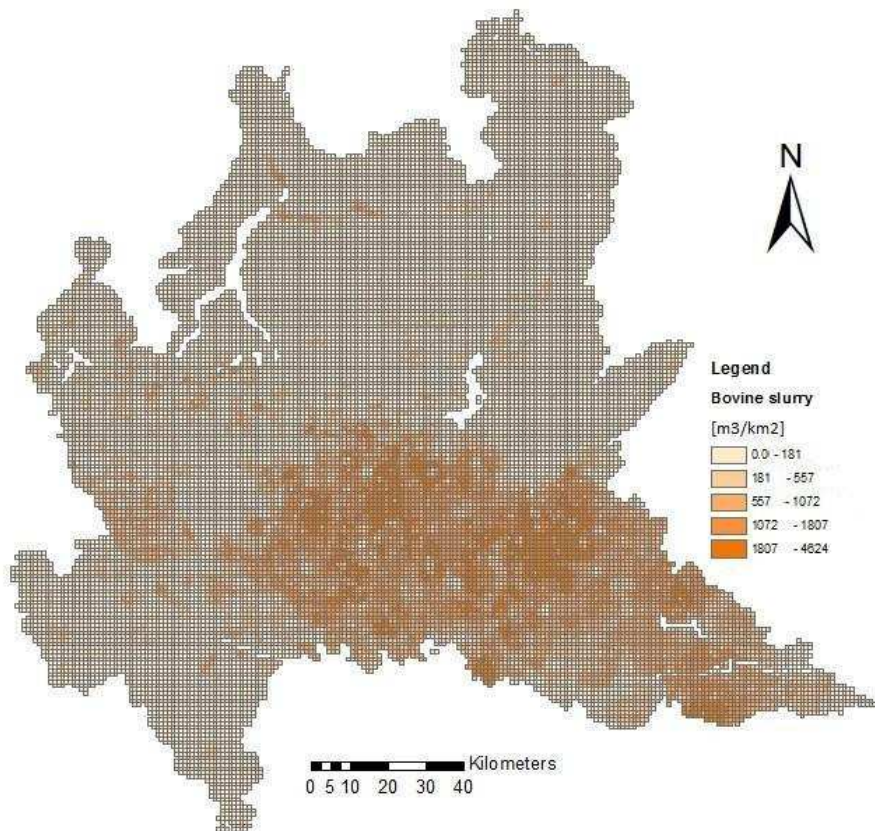 N
Legend
Bovine slurry
[m3/km2]
0.0 - 181
181 - 557
557 - 1072
1072 - 1807
1807 - 4624
Kilometers
0 5 10 20 30 40